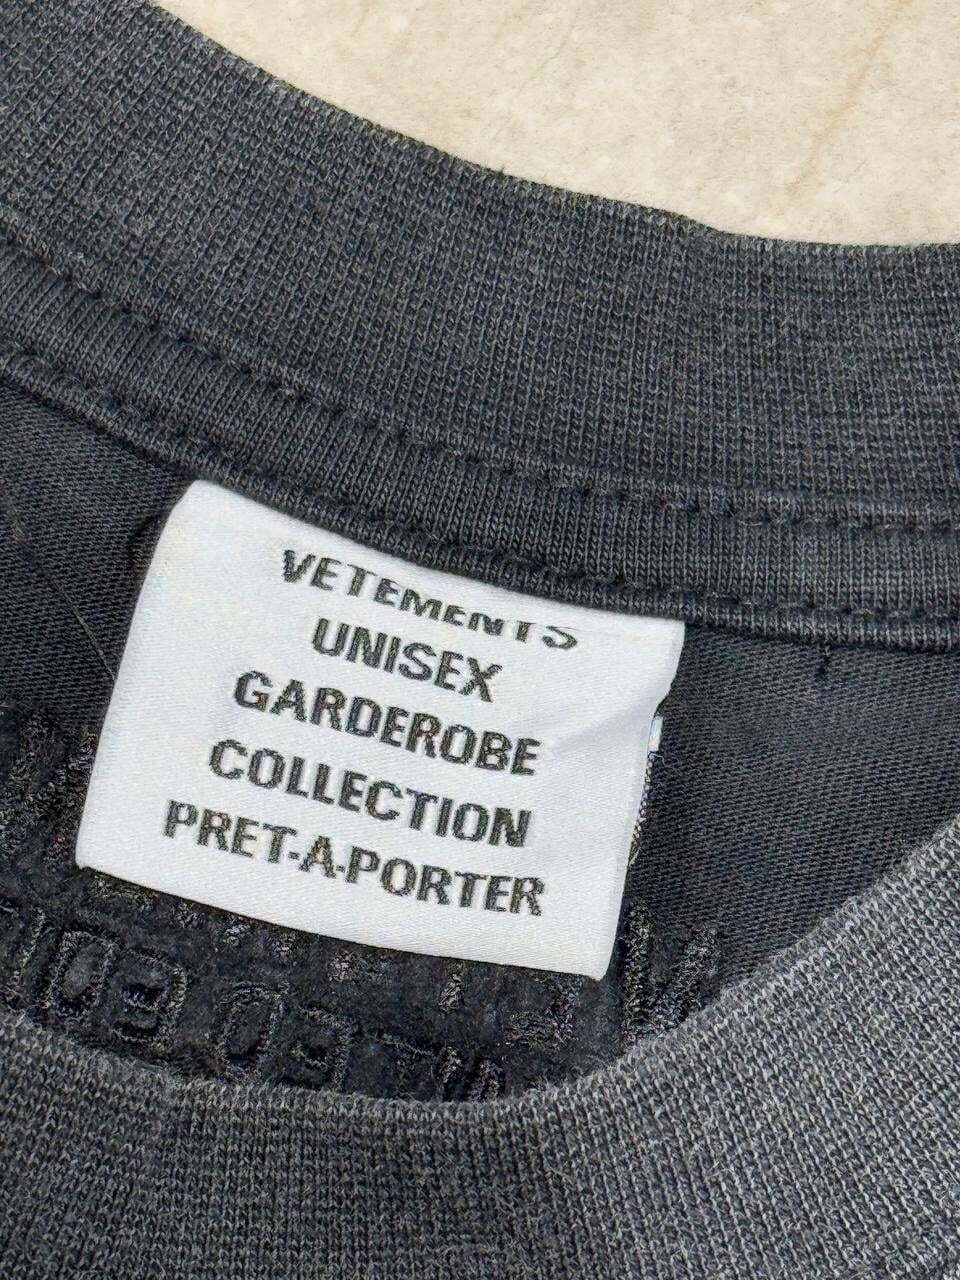 VETEMENTS
UNISEX
GARDEROBE
COLLECTION
PRET-A-PORTER